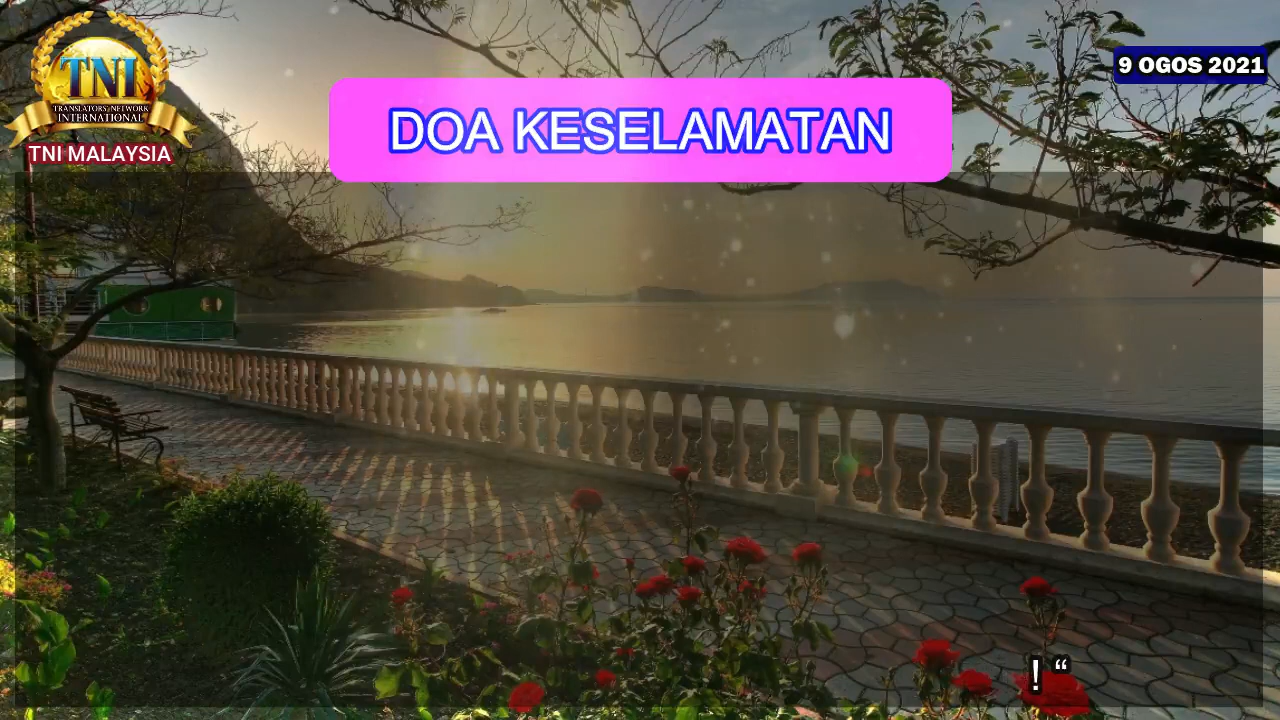 TNI
TRANSLATORS' NETWORK
INTERNATIONAL
TNI MALAYSIA
DOA KESELAMATAN
9 OGOS 2021
! “